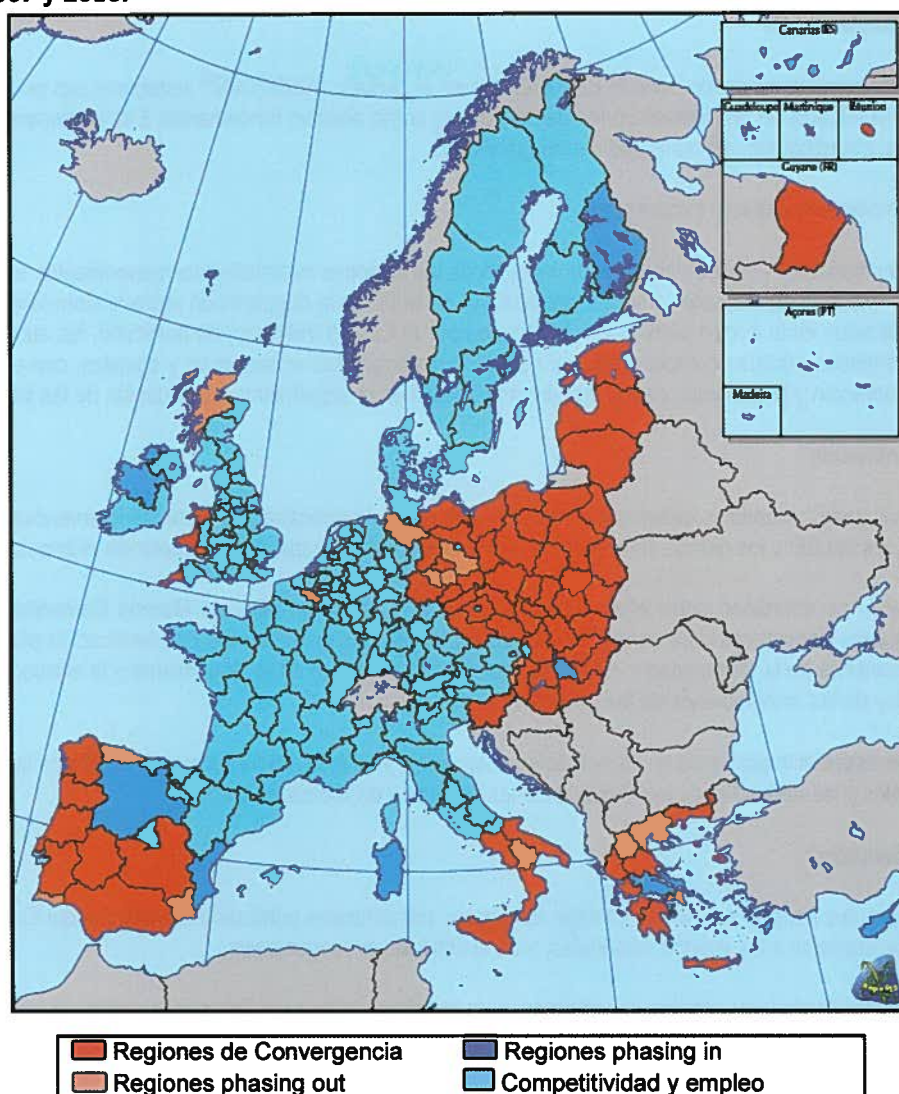 Canarias (ES)
Guadeloupe Martinique Réunion
Guyane (FR)
Açores (PT)
Madeira
Regiones de Convergencia
Regiones phasing in
Regiones phasing out
Competitividad y empleo